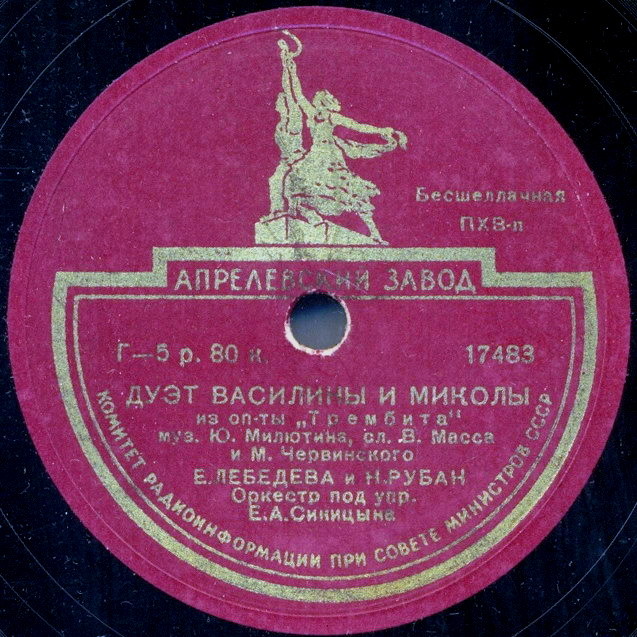 Бесшеллачная
ПХВ-п
АПРЕЛЕВСКИЙ ЗАВОД
Г—5 р. 80 к.
17483
ДУЭТ ВАСИЛИНЫ И МИКОЛЫ
из оп-ты „Трембита"
муз. Ю. Милютина, сл. В. Масса
и М. Червинского
Е.ЛЕБЕДЕВА и Н.РУБАН
Оркестр под упр.
Е.А.Синицына
КОМИТЕТ РАДИОИНФОРМАЦИИ ПРИ СОВЕТЕ МИНИСТРОВ СССР